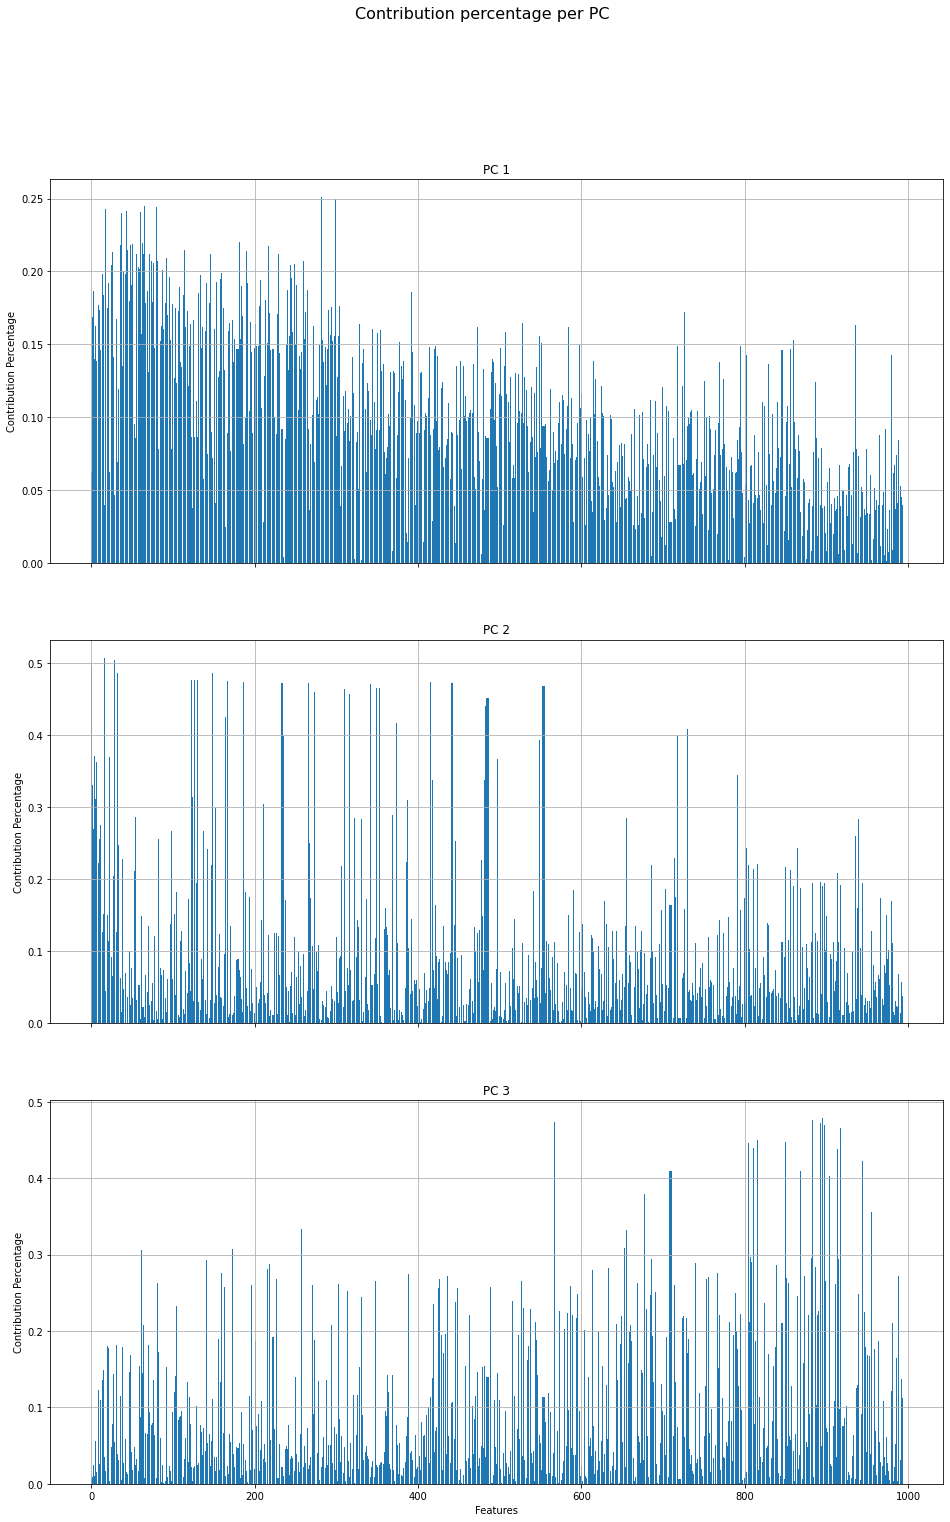 Contribution percentage per PC
PC 1
0.25
0.20
0.15
0.10
0.05
0.00
Contribution Percentage
PC 2
0.5
0.4
0.3
0.2
0.1
0.0
Contribution Percentage
PC 3
0.5
0.4
0.3
0.2
0.1
0.0
Contribution Percentage
0 200 400 600 800 1000
Features